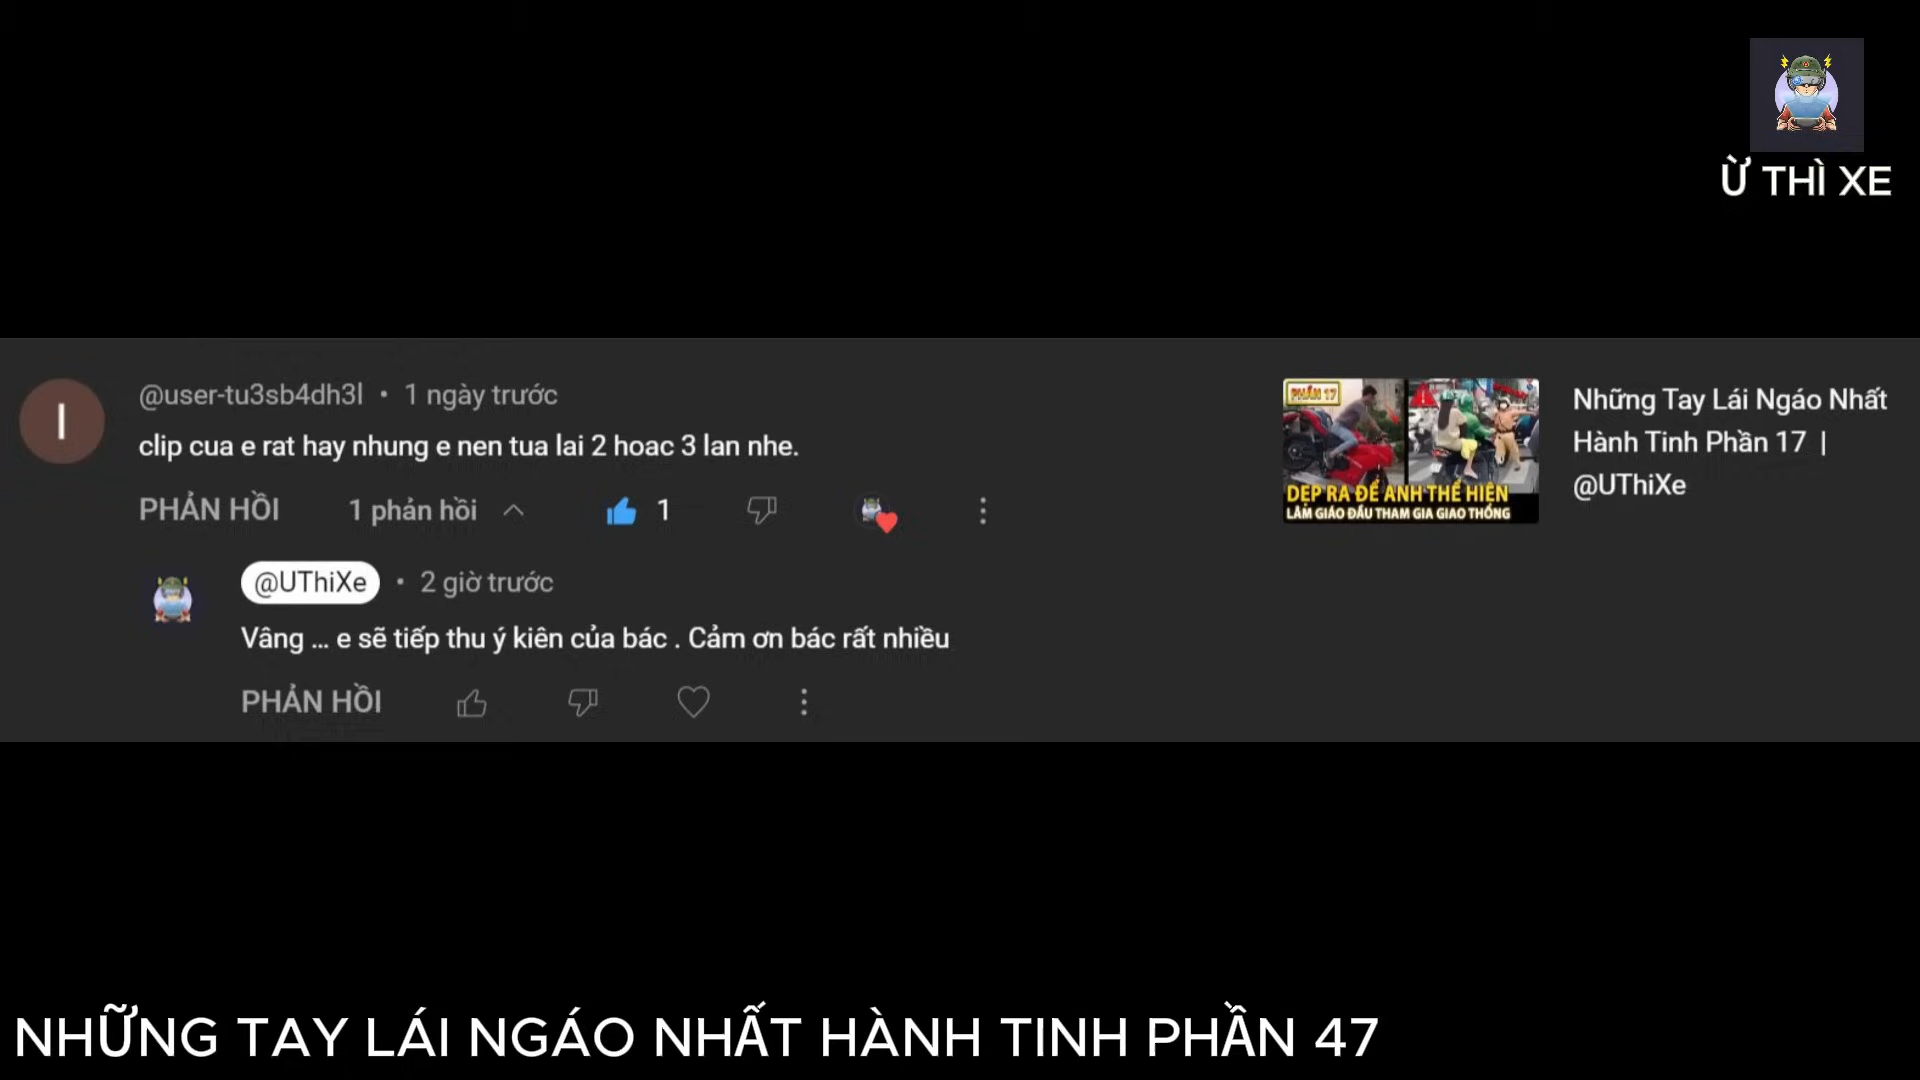 Ừ THÌ XE
I
@user-tu3sb4dh3l • 1 ngày trước
clip cua e rat hay nhung e nen tua lai 2 hoac 3 lan nhe.
PHẢN HỒI 1 phản hồi 1
@UThiXe • 2 giờ trước
Vâng ... e sẽ tiếp thu ý kiên của bác . Cảm ơn bác rất nhiều
PHẢN HỒI
PHẦN 17
DẸP RA ĐỂ ANH THỂ HIỆN
LÂM GIÁO ĐẦU THAM GIA GIAO THÔNG
Những Tay Lái Ngáo Nhất
Hành Tinh Phần 17 |
@UThiXe
NHỮNG TAY LÁI NGÁO NHẤT HÀNH TINH PHẦN 47